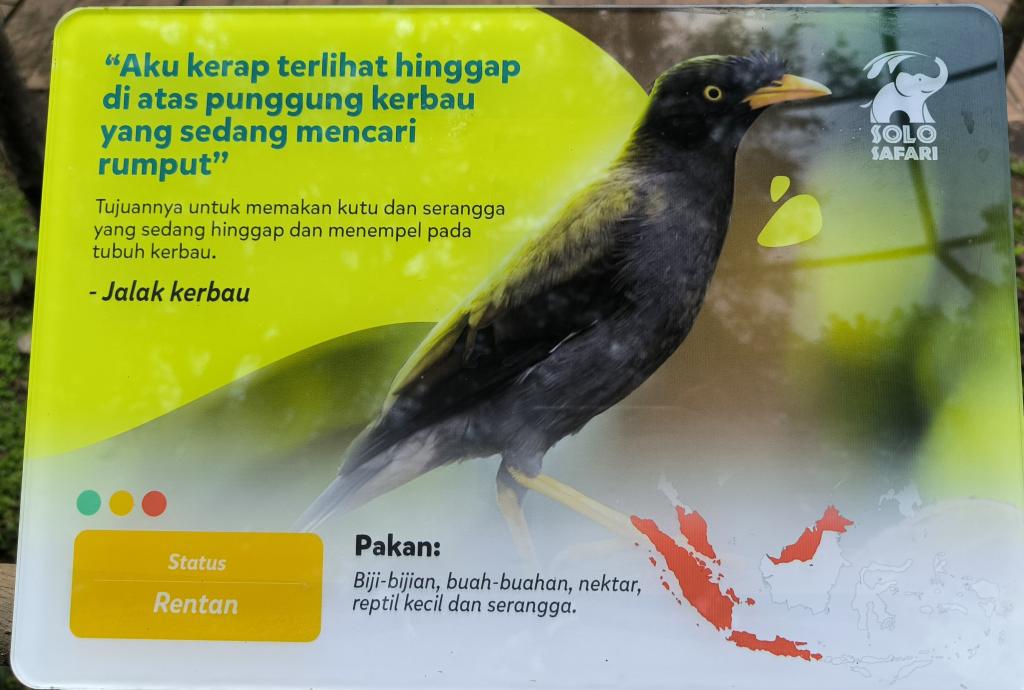 “Aku kerap terlihat hinggap
di atas punggung kerbau
yang sedang mencari
rumput”
Tujuannya untuk memakan kutu dan serangga
yang sedang hinggap dan menempel pada
tubuh kerbau.
- Jalak kerbau
SOLO
SAFARI
Status
Rentan
Pakan:
Biji-bijian, buah-buahan, nektar,
reptil kecil dan serangga.